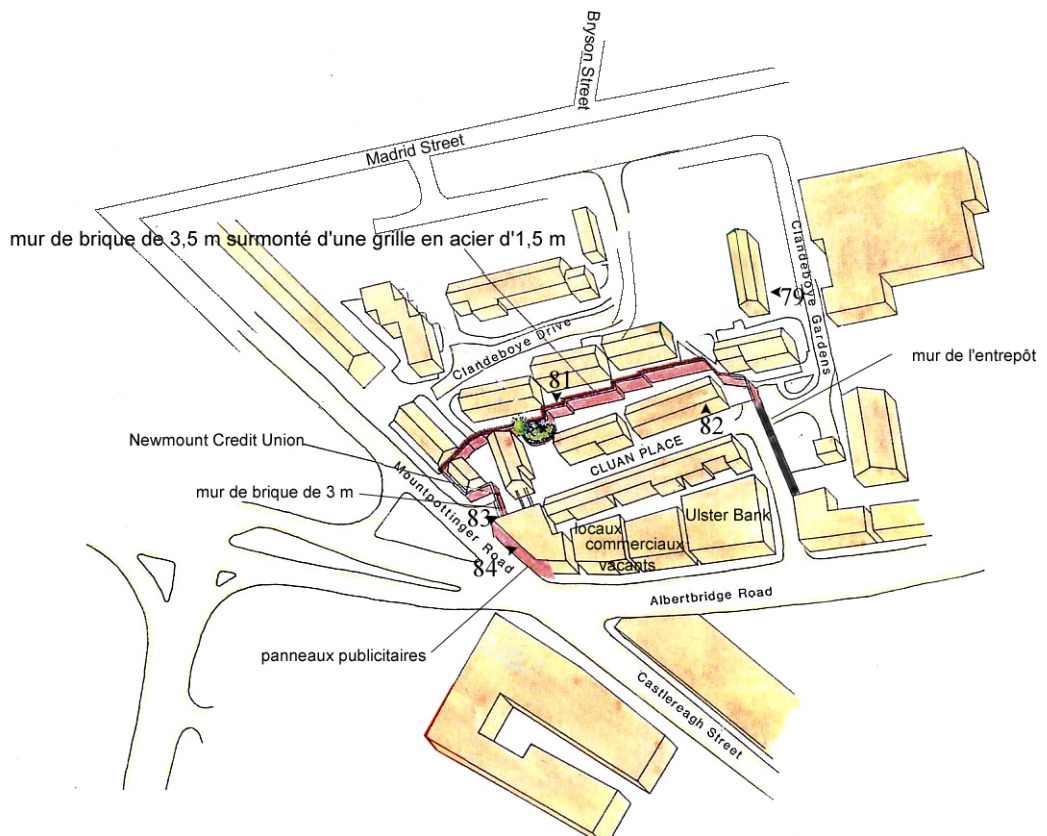 Bryson Street
Madrid Street
mur de brique de 3,5 m surmonté d'une grille en acier d'1,5 m
Clandeboye Gardens
79
Clandeboye Drive
mur de l'entrepôt
81
82
Newmount Credit Union
CLUAN PLACE
mur de brique de 3 m
Mountpottinger Road
83
Ulster Bank
locaux
commerciaux
vacants
84
Albertbridge Road
panneaux publicitaires
Castlereagh Street